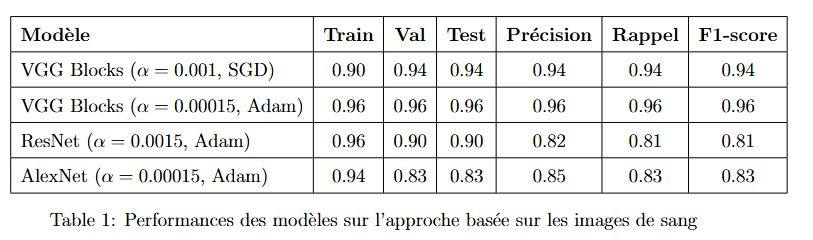 Modèle Train Val Test Précision Rappel F1-score
VGG Blocks (α = 0.001, SGD) 0.90 0.94 0.94 0.94 0.94 0.94
VGG Blocks (α = 0.00015, Adam) 0.96 0.96 0.96 0.96 0.96 0.96
ResNet (α = 0.0015, Adam) 0.96 0.90 0.90 0.82 0.81 0.81
AlexNet (α = 0.00015, Adam) 0.94 0.83 0.83 0.85 0.83 0.83
Table 1: Performances des modèles sur l'approche basée sur les images de sang